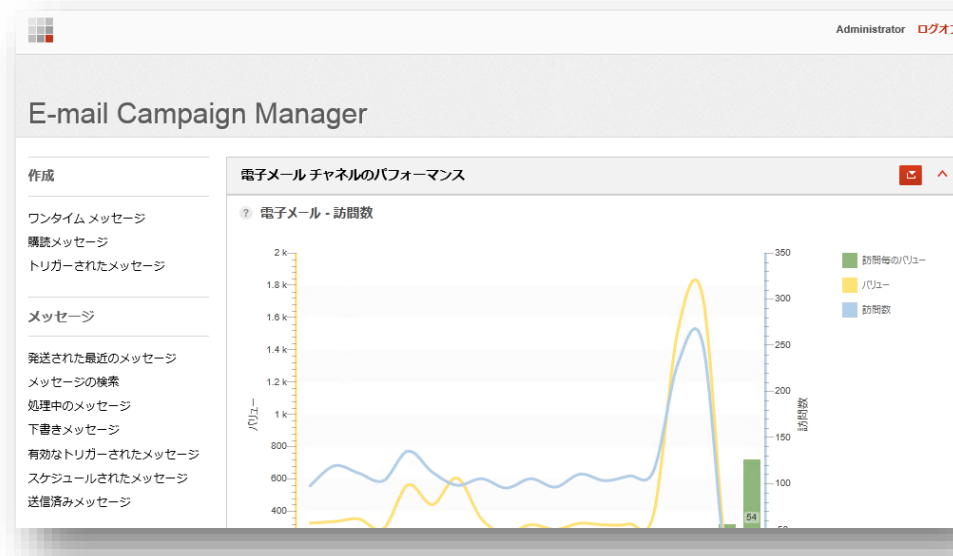 Administrator ログオフ
E-mail Campaign Manager
作成
ワンタイム メッセージ
購読メッセージ
トリガーされたメッセージ
メッセージ
発送された最近のメッセージ
メッセージの検索
処理中のメッセージ
下書きメッセージ
有効なトリガーされたメッセージ
スケジュールされたメッセージ
送信済みメッセージ
電子メール チャネルのパフォーマンス
? 電子メール - 訪問数
2 k
1.8 k
1.6 k
1.4 k
1.2 k
1 k
800
600
400
バリュー
350
300
250
200
150
100
50
訪問数
54
訪問毎のバリュー
バリュー
訪問数